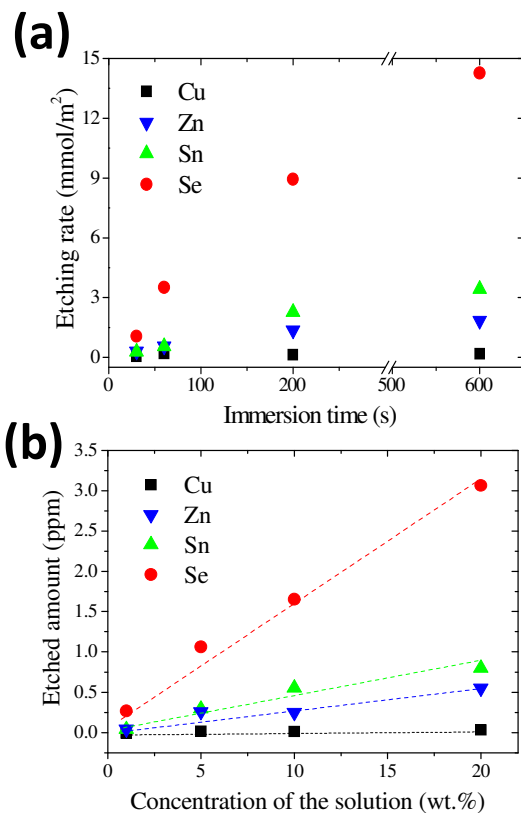 (a)
15
12
9
6
3
0
Etching rate (mmol/m²)
Cu
Zn
Sn
Se
0 100 200 500 600
Immersion time (s)
(b)
3.5
3.0
2.5
2.0
1.5
1.0
0.5
0.0
Etched amount (ppm)
Cu
Zn
Sn
Se
0 5 10 15 20
Concentration of the solution (wt.%)